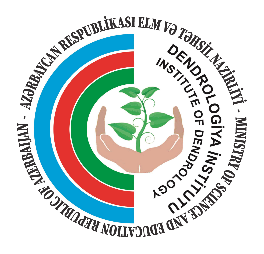 AZƏRBAYCAN RESPUBLİKASI ELM VƏ TƏHSİL NAZİRLİYİ -
MINISTRY OF SCIENCE AND EDUCATION REPUBLIC OF AZERBAIJAN -
DENDROLOGİYA İNSTİTUTU
INSTITUTE OF DENDROLOGY